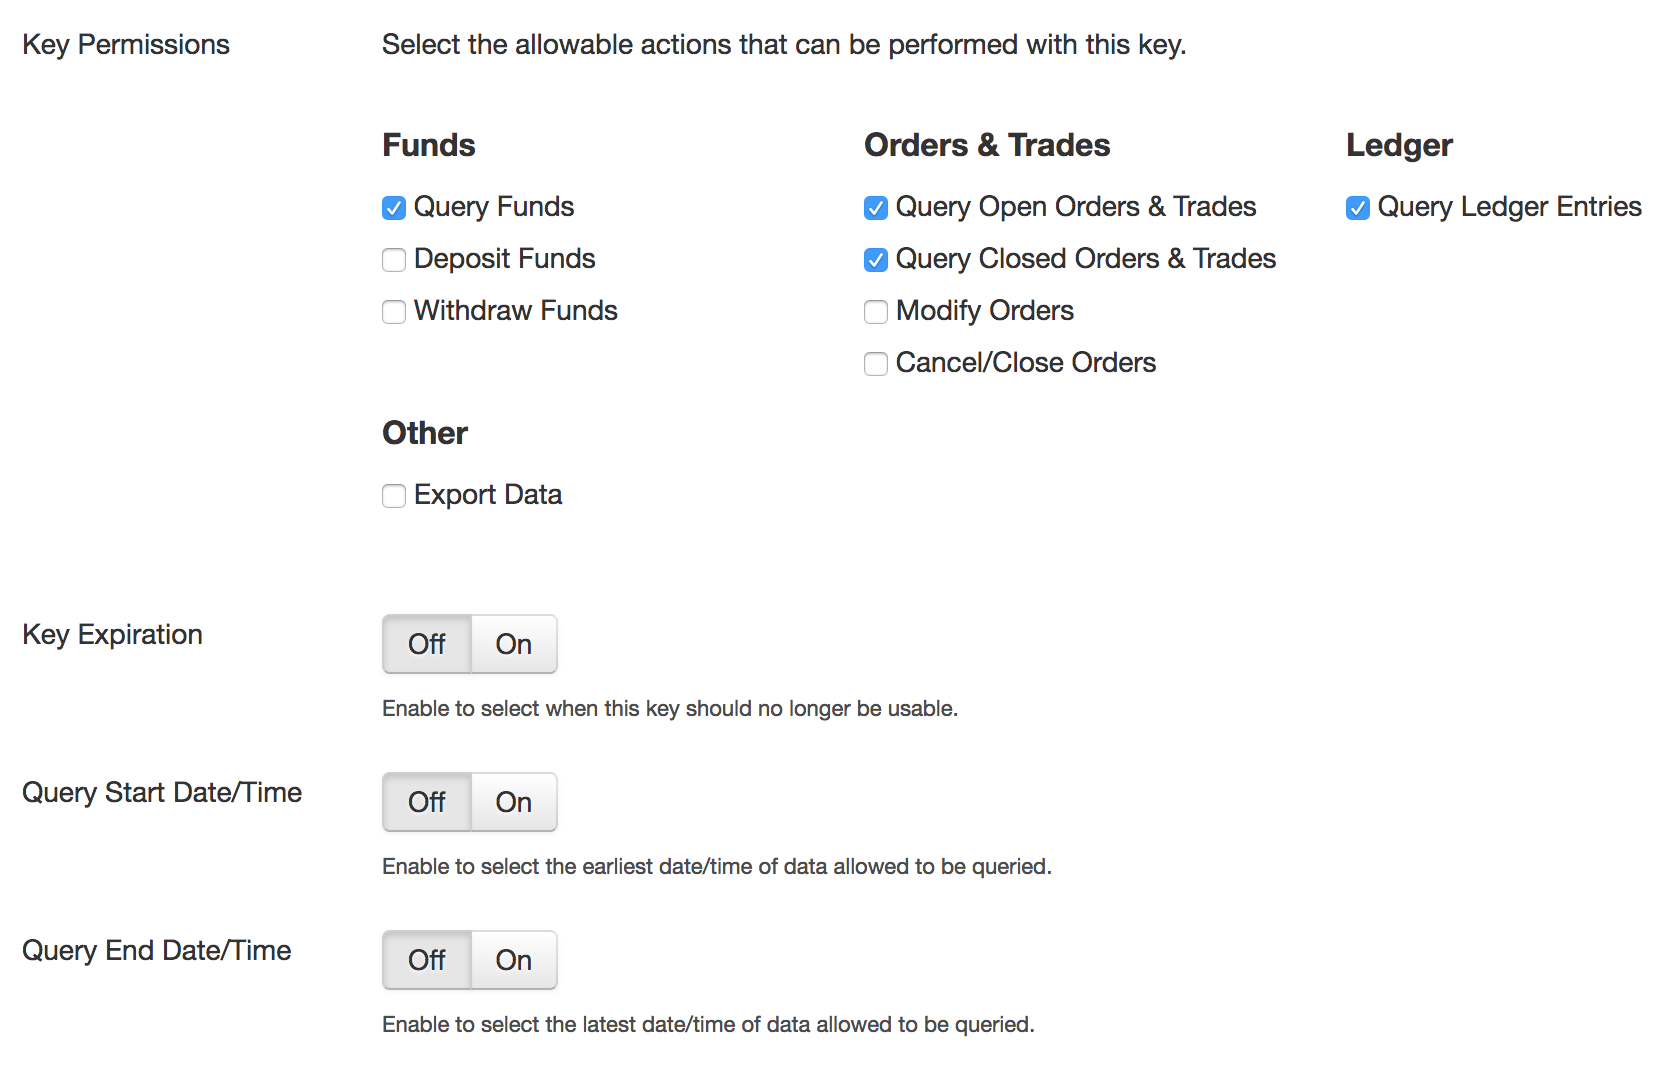 Key Permissions
Select the allowable actions that can be performed with this key.
Funds
Query Funds
Deposit Funds
Withdraw Funds
Orders & Trades
Query Open Orders & Trades
Query Closed Orders & Trades
Modify Orders
Cancel/Close Orders
Ledger
Query Ledger Entries
Other
Export Data
Key Expiration
Off On
Enable to select when this key should no longer be usable.
Query Start Date/Time
Off On
Enable to select the earliest date/time of data allowed to be queried.
Query End Date/Time
Off On
Enable to select the latest date/time of data allowed to be queried.